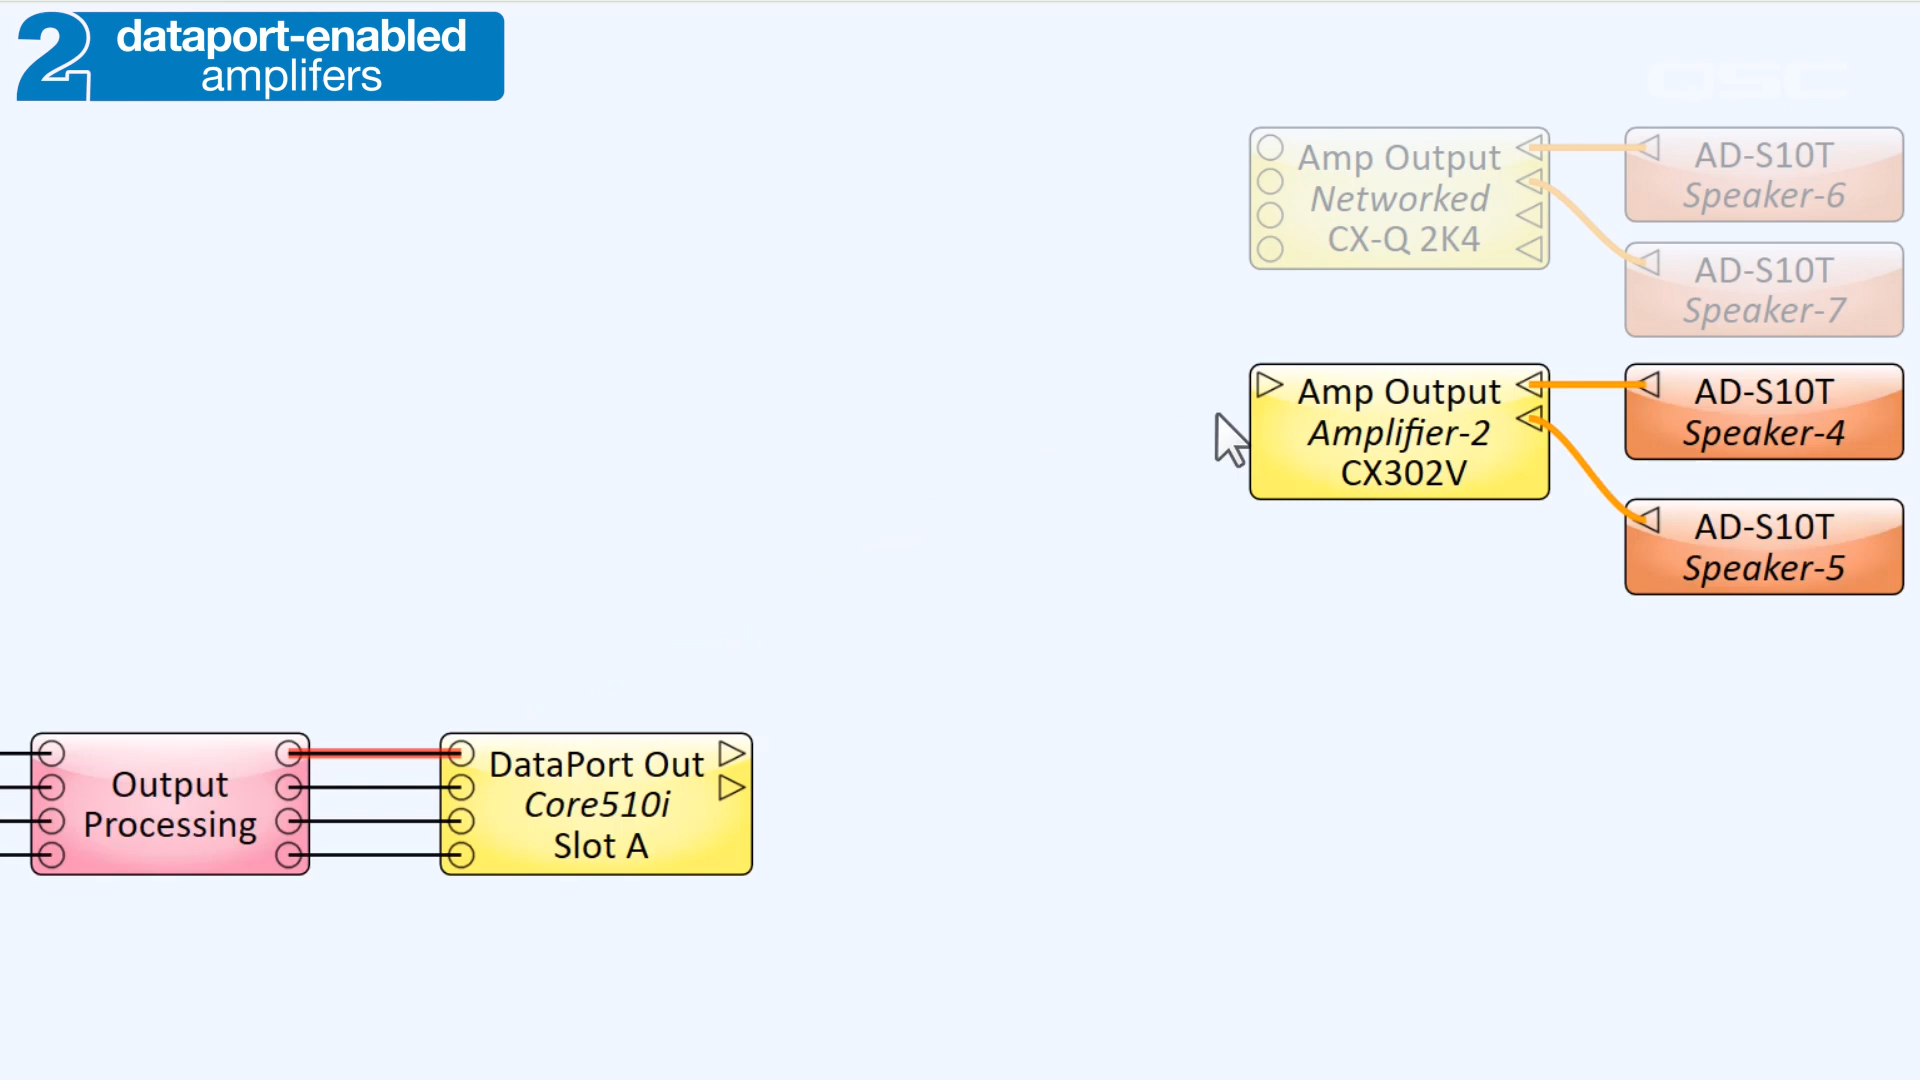 2 dataport-enabled
amplifers
QSC
Amp Output
Networked
CX-Q 2K4
AD-S10T
Speaker-6
AD-S10T
Speaker-7
Amp Output
Amplifier-2
CX302V
AD-S10T
Speaker-4
AD-S10T
Speaker-5
Output
Processing
DataPort Out
Core510i
Slot A